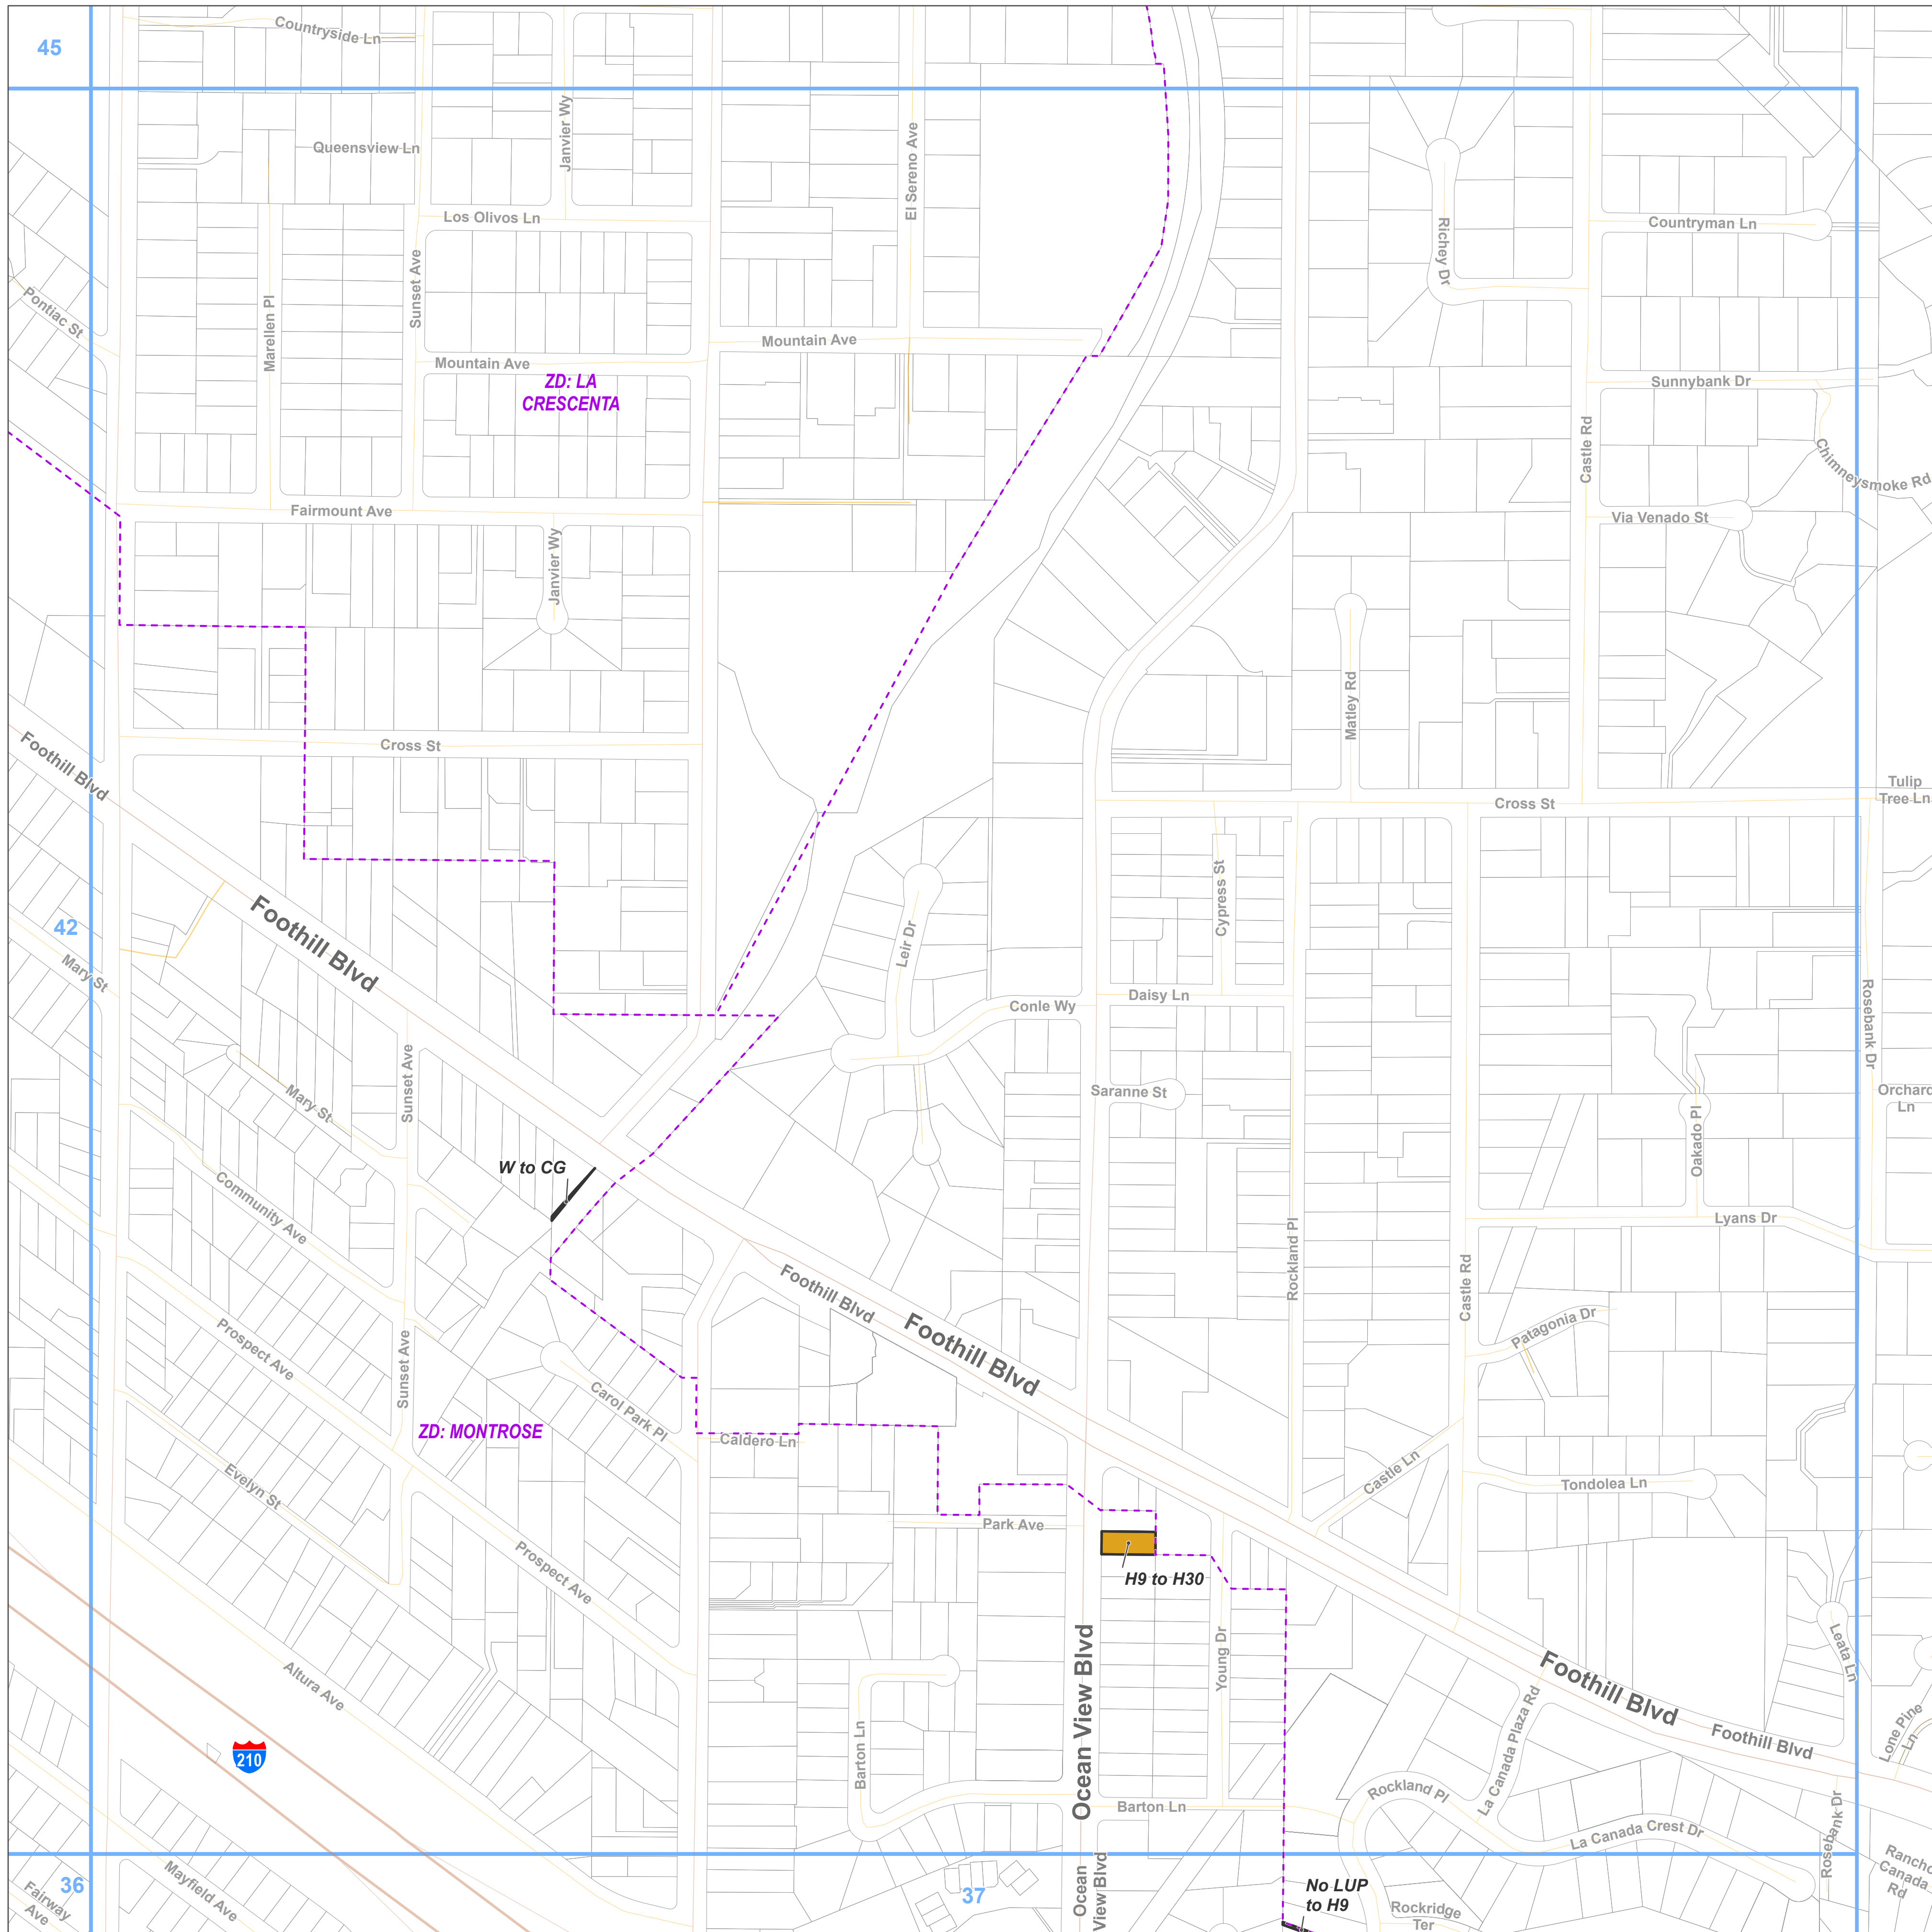 45
Countryside Ln
Queensview Ln
Janvier Wy
El Sereno Ave
Los Olivos Ln
Sunset Ave
Richey Dr
Countryman Ln
Pontiac St
Marellen Pl
Mountain Ave
Mountain Ave
ZD: LA
CRESCENTA
Sunnybank Dr
Castle Rd
Chimneysmoke Rd
Fairmount Ave
Via Venado St
Janvier Wy
Matley Rd
Cross St
Foothill Blvd
Cross St
Tulip
Tree Ln
42
Foothill Blvd
Leir Dr
Cypress St
Mary St
Conle Wy
Daisy Ln
Rosebank Dr
Sunset Ave
Mary St
Saranne St
Oakado Pl
Orchard
Ln
W to CG
Community Ave
Rockland Pl
Lyans Dr
Castle Rd
Foothill Blvd
Foothill Blvd
Patagonia Dr
Prospect Ave
Sunset Ave
Carol Park Pl
ZD: MONTROSE
Caldero Ln
Evelyn St
Castle Ln
Tondolea Ln
Park Ave
Prospect Ave
H9 to H30
Altura Ave
Ocean View Blvd
Young Dr
Leata Ln
Foothill Blvd
Foothill Blvd
Lone Pine
Ln
210
Barton Ln
La Canada Plaza Rd
Rockland Pl
Barton Ln
La Canada Crest Dr
Rosebank Dr
36
Mayfield Ave
Fairway
Ave
37
Ocean
View Blvd
No LUP
to H9
Rockridge
Ter
Rancho
Canada
Rd